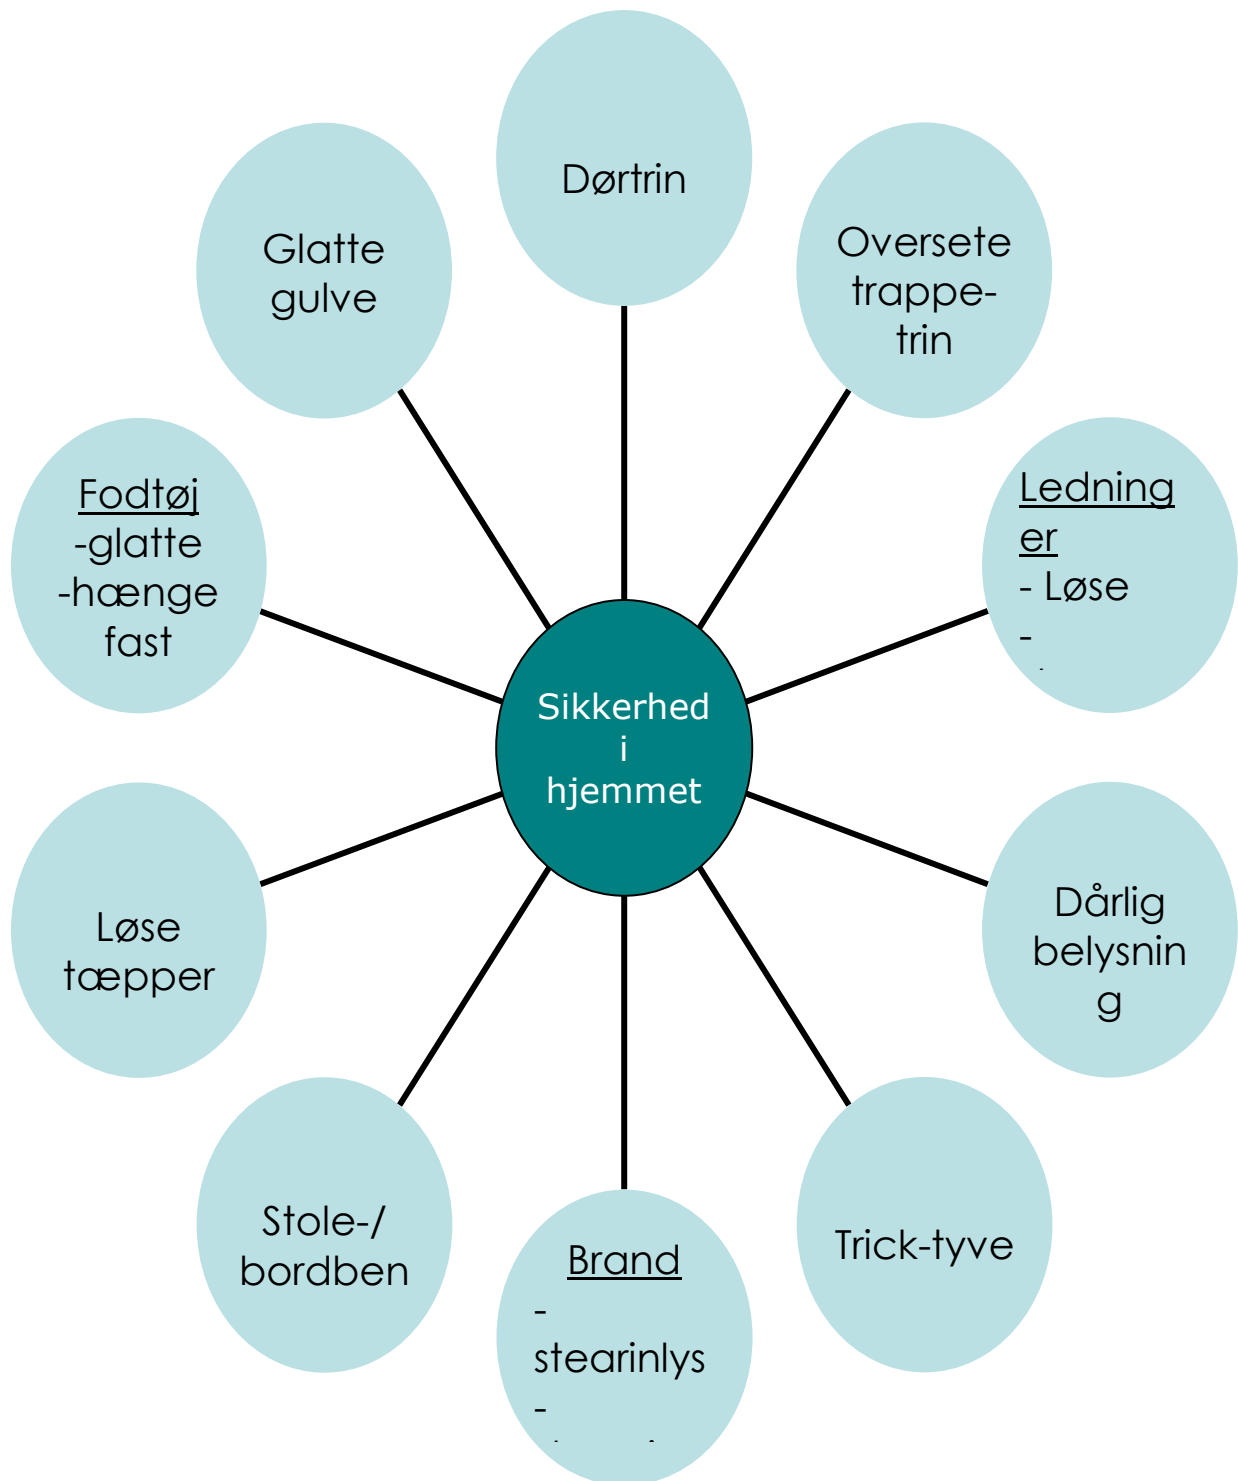 Dørtrin
Oversete
trappe-
trin
Ledning
er
- Løse
-
Dårlig
belysnin
g
Trick-tyve
Brand
-
stearinlys
-
Stole-/
bordben
Løse
tæpper
Fodtøj
-glatte
-hænge
fast
Glatte
gulve
Sikkerhed
i
hjemmet